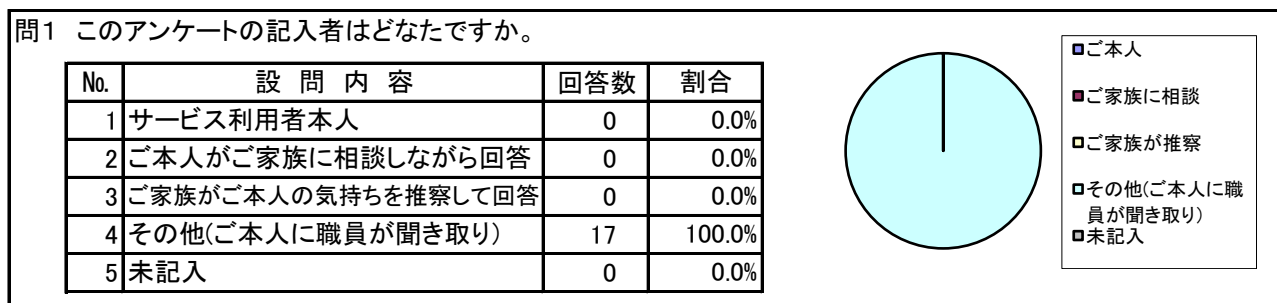 問1 このアンケートの記入者はどなたですか。
№ 設 問 内 容 回答数 割合
1 サービス利用者本人 0 0.0%
2 ご本人がご家族に相談しながら回答 0 0.0%
3 ご家族がご本人の気持ちを推察して回答 0 0.0%
4 その他(ご本人に職員が聞き取り) 17 100.0%
5 未記入 0 0.0%
ご本人
ご家族に相談
ご家族が推察
その他(ご本人に職
員が聞き取り)
未記入